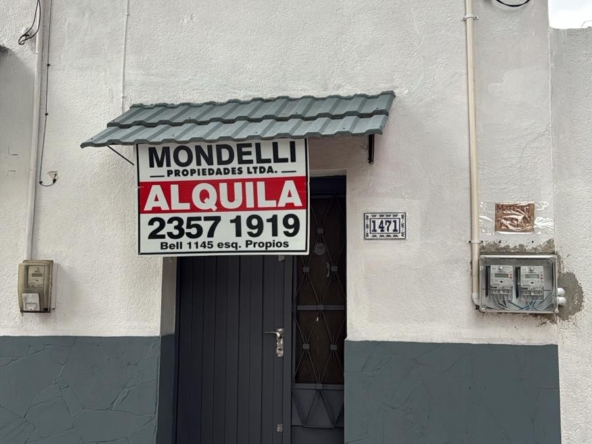 MONDELLI
PROPIEDADES LTDA.
ALQUILA
2357 1919
Bell 1145 esq. Propios
1471